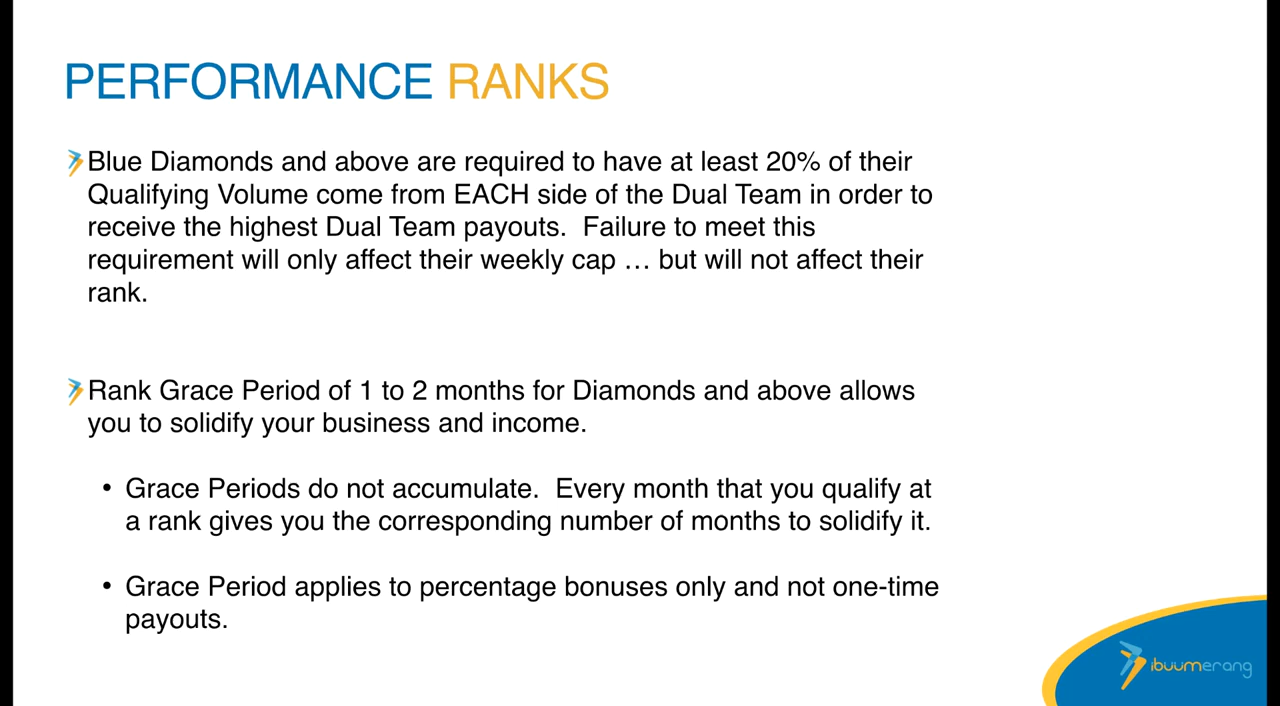 PERFORMANCE RANKS
Blue Diamonds and above are required to have at least 20% of their
Qualifying Volume come from EACH side of the Dual Team in order to
receive the highest Dual Team payouts.  Failure to meet this
requirement will only affect their weekly cap … but will not affect their
rank.
Rank Grace Period of 1 to 2 months for Diamonds and above allows
you to solidify your business and income.
• Grace Periods do not accumulate.  Every month that you qualify at
a rank gives you the corresponding number of months to solidify it.
• Grace Period applies to percentage bonuses only and not one-time
payouts.
ibuumerang